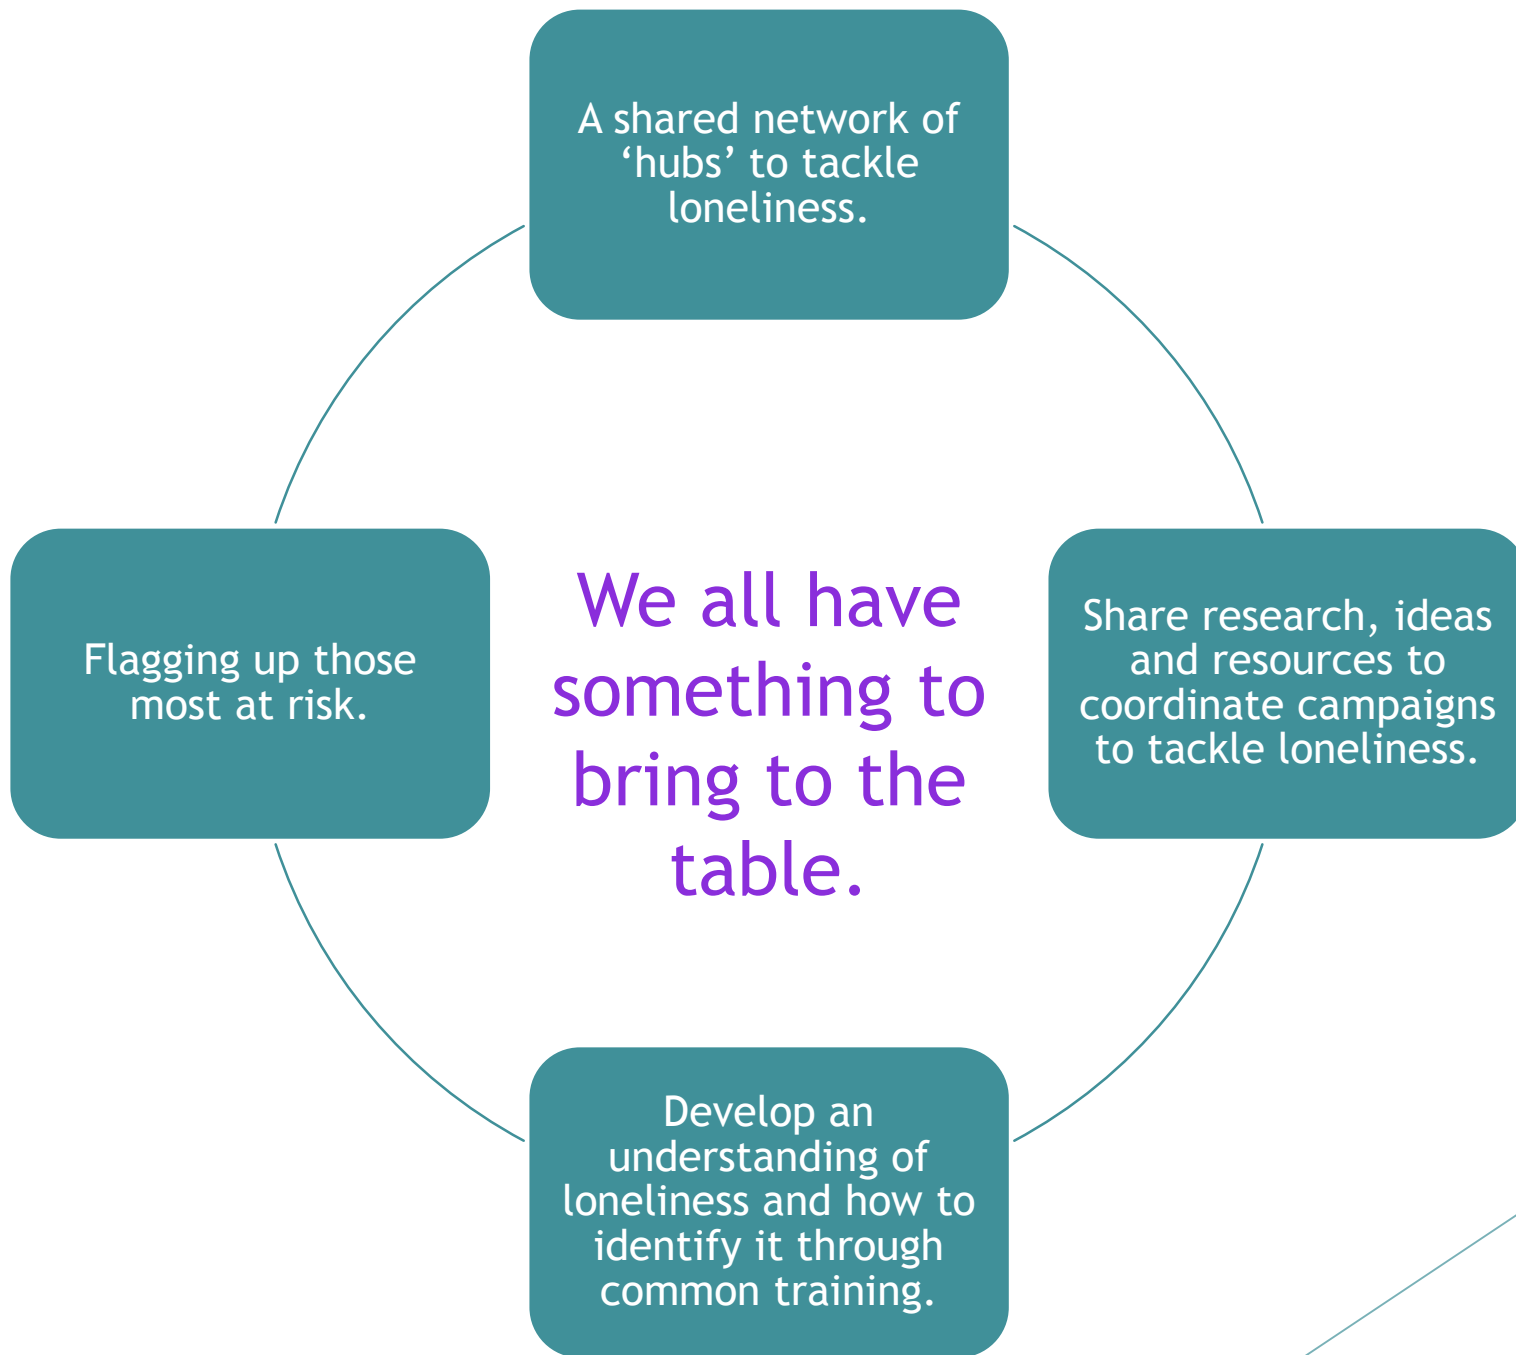 A shared network of
‘hubs’ to tackle
loneliness.
Share research, ideas
and resources to
coordinate campaigns
to tackle loneliness.
Develop an
understanding of
loneliness and how to
identify it through
common training.
Flagging up those
most at risk.
We all have
something to
bring to the
table.